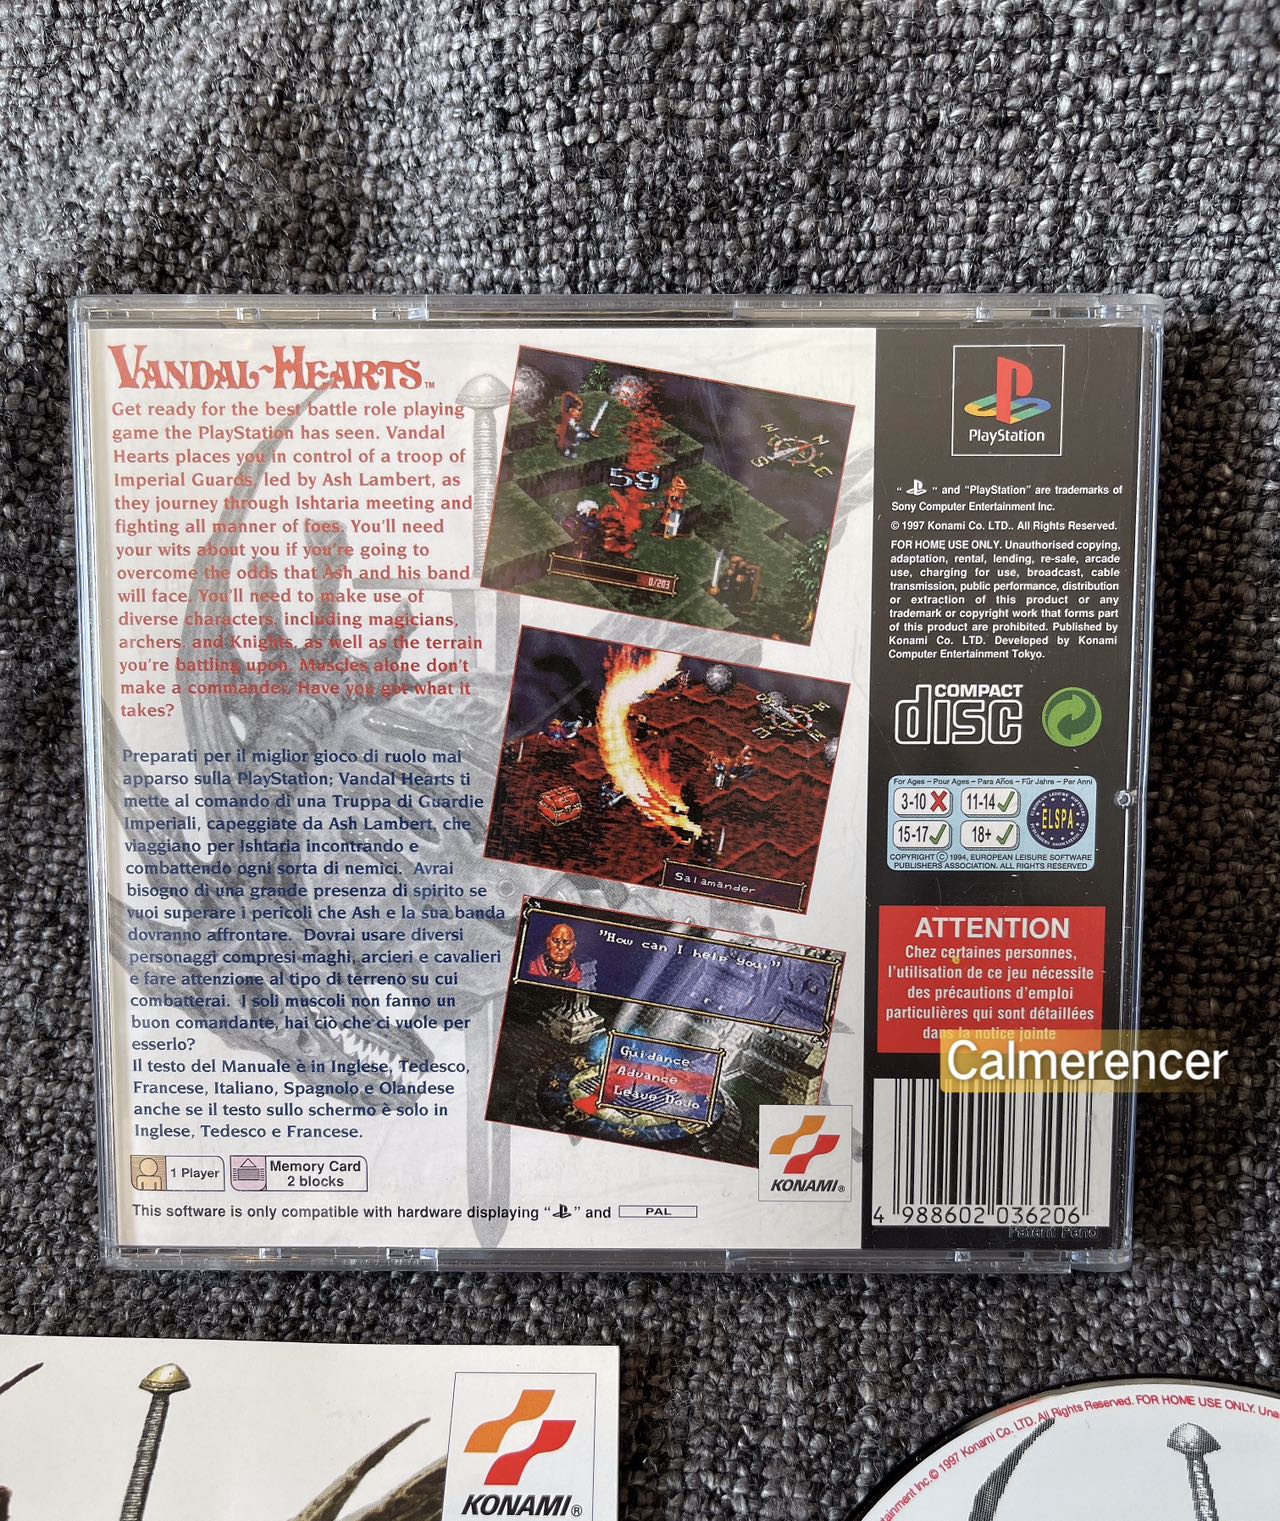 VANDAL-HEARTS™
Get ready for the best battle role playing
game the PlayStation has seen. Vandal
Hearts places you in control of a troop of
Imperial Guards, led by Ash Lambert, as
they journey through Ishtaria meeting and
fighting all manner of foes. You'll need
your wits about you if you're going to
overcome the odds that Ash and his band
will face. You'll need to make use of
diverse characters, including magicians,
archers, and Knights, as well as the terrain
you're battling upon. Muscles alone don't
make a commander. Have you got what it
takes?
Preparati per il miglior gioco di ruolo mai
apparso sulla PlayStation; Vandal Hearts ti
mette al comando di una Truppa di Guardie
Imperiali, capeggiate da Ash Lambert, che
viaggiano per Ishtaria incontrando e
combattendo ogni sorta di nemici. Avrai
bisogno di una grande presenza di spirito se
vuoi superare i pericoli che Ash e la sua banda
dovranno affrontare. Dovrai usare diversi
personaggi compresi maghi, arcieri e cavalieri
e fare attenzione al tipo di terreno su cui
combatterai. I soli muscoli non fanno un
buon comandante, hai ciò che ci vuole per
esserlo?
Il testo del Manuale è in Inglese, Tedesco,
Francese, Italiano, Spagnolo e Olandese
anche se il testo sullo schermo è solo in
Inglese, Tedesco e Francese.
1 Player
Memory Card
2 blocks
This software is only compatible with hardware displaying “ ” and PAL
59
0/203
N
E
S
Salamander
"How can I help you."
Guidance
Advance
Leave Dojo
KONAMI®
PlayStation
“ ” and “PlayStation” are trademarks of
Sony Computer Entertainment Inc.
© 1997 Konami Co. LTD.. All Rights Reserved.
FOR HOME USE ONLY. Unauthorised copying,
adaptation, rental, lending, re-sale, arcade
use, charging for use, broadcast, cable
transmission, public performance, distribution
or extraction of this product or any
trademark or copyright work that forms part
of this product are prohibited. Published by
Konami Co. LTD. Developed by Konami
Computer Entertainment Tokyo.
COMPACT
disc
For Ages – Pour Ages – Para Años – Für Jahre – Per Anni
3-10
11-14
15-17
18+
ELSPA
COPYRIGHT © 1994, EUROPEAN LEISURE SOFTWARE
PUBLISHERS ASSOCIATION. ALL RIGHTS RESERVED
ATTENTION
Chez certaines personnes,
l'utilisation de ce jeu nécessite
des précautions d'emploi
particulières qui sont détaillées
dans la notice jointe
Calmerencer
4 988602 036206
Patent Pend
KONAMI®
ainment Inc. © 1997 Konami Co. LTD. All Rights Reserved. FOR HOME USE ONLY. Una